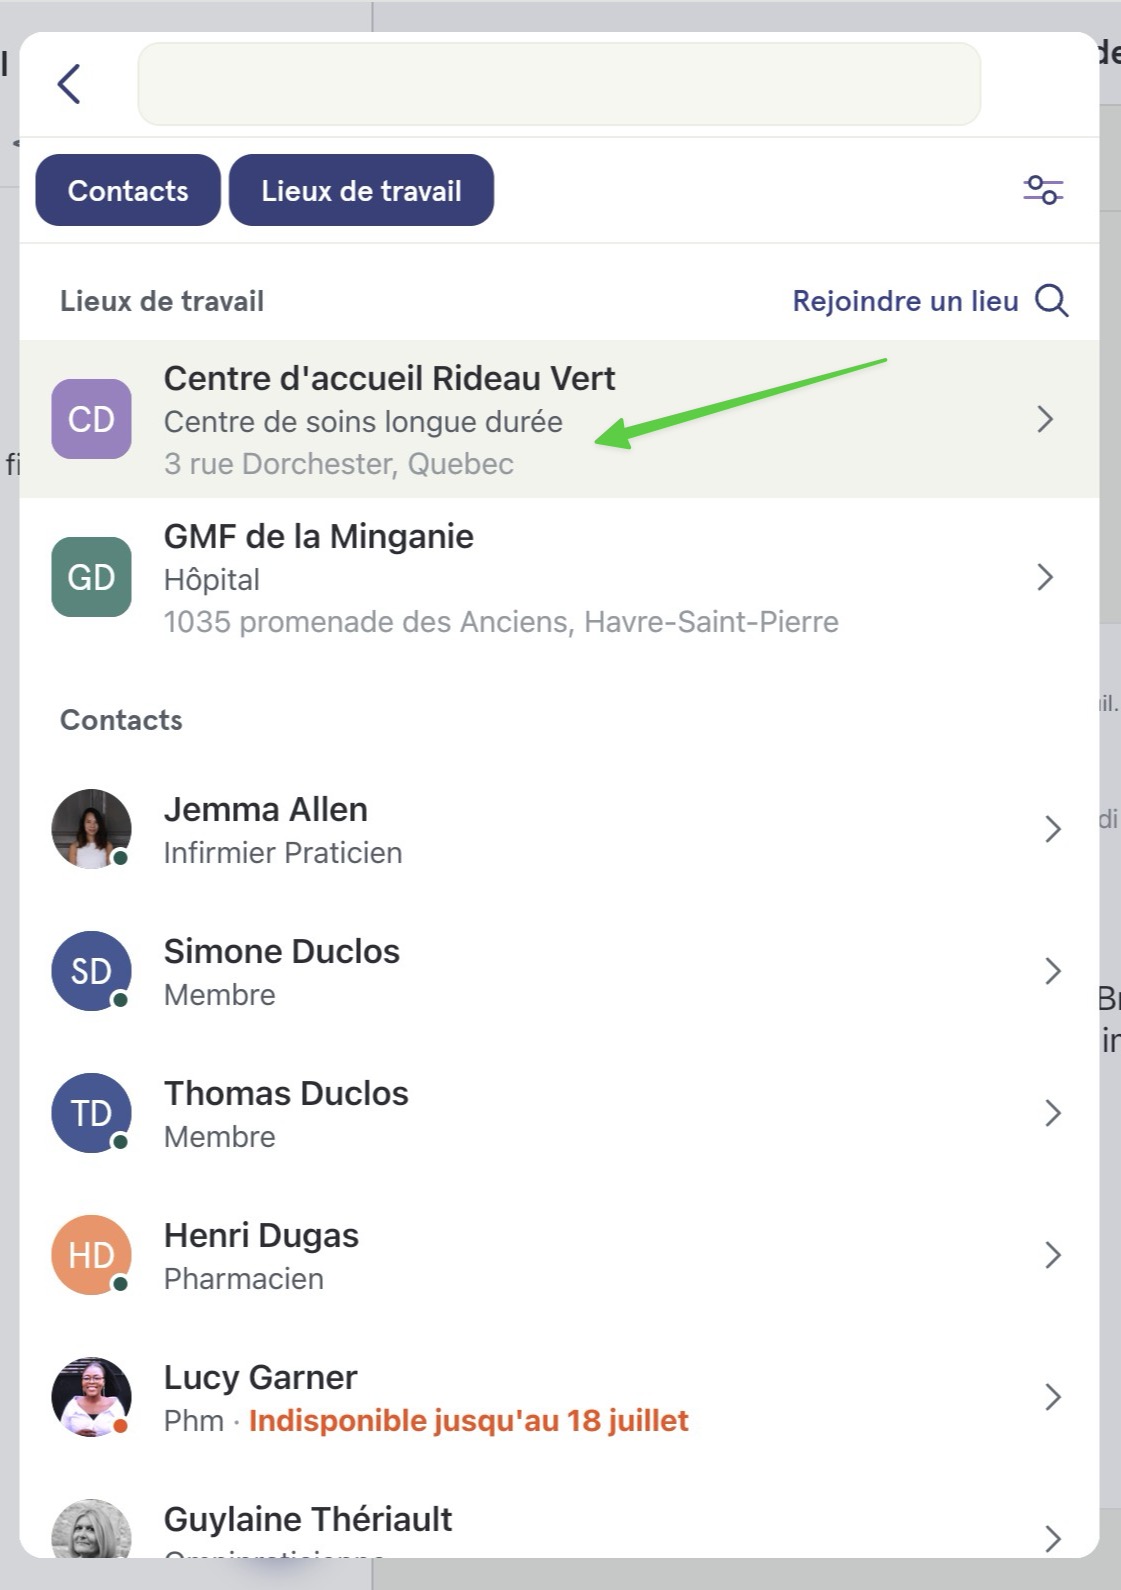 Contacts
Lieux de travail
Lieux de travail
Rejoindre un lieu
CD
Centre d'accueil Rideau Vert
Centre de soins longue durée
3 rue Dorchester, Quebec
GD
GMF de la Minganie
Hôpital
1035 promenade des Anciens, Havre-Saint-Pierre
Contacts
Jemma Allen
Infirmier Praticien
SD
Simone Duclos
Membre
TD
Thomas Duclos
Membre
HD
Henri Dugas
Pharmacien
Lucy Garner
Phm · Indisponible jusqu'au 18 juillet
Guylaine Thériault